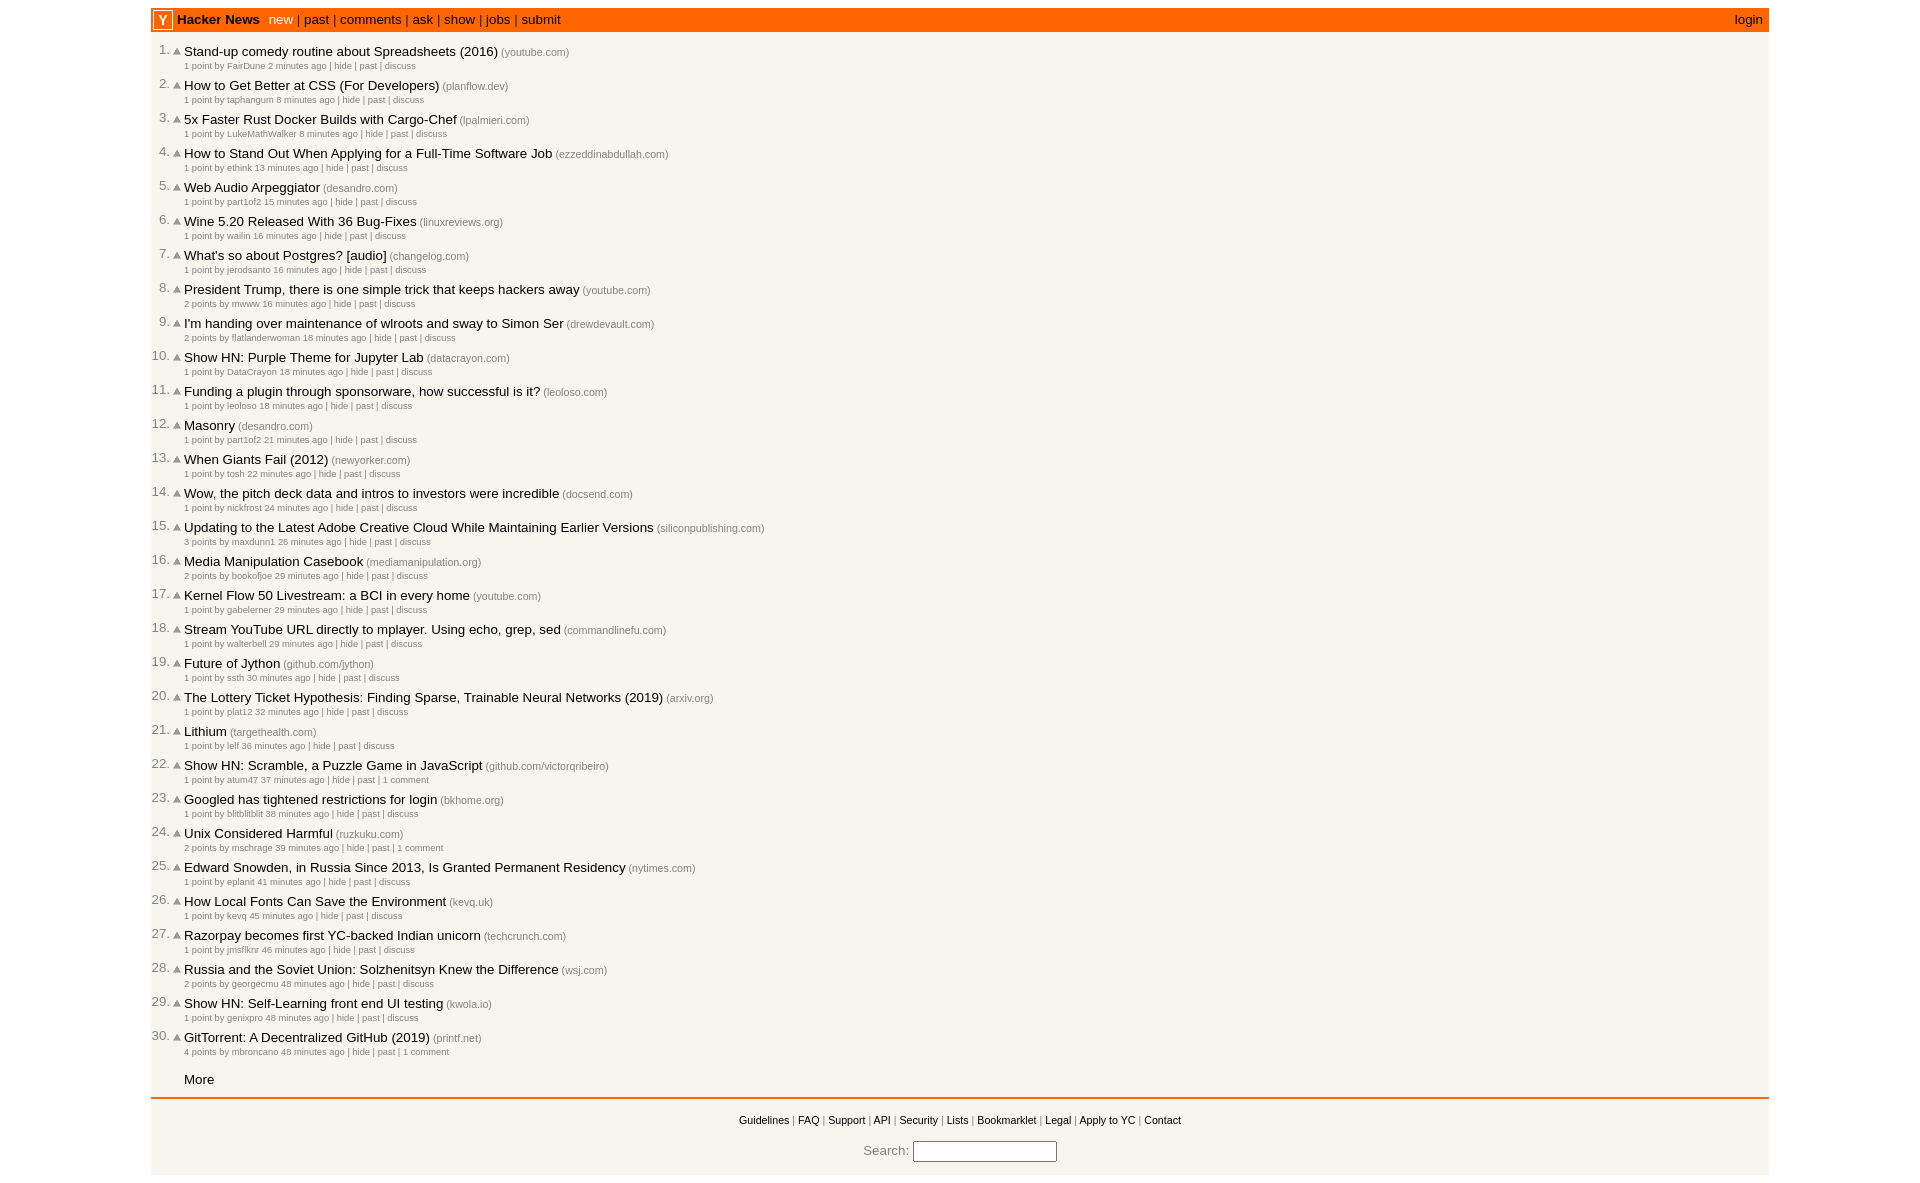 Y Hacker News new | past | comments | ask | show | jobs | submit login
1. Stand-up comedy routine about Spreadsheets (2016) (youtube.com)
1 point by FairDune 2 minutes ago | hide | past | discuss
2. How to Get Better at CSS (For Developers) (planflow.dev)
1 point by taphangum 8 minutes ago | hide | past | discuss
3. 5x Faster Rust Docker Builds with Cargo-Chef (lpalmieri.com)
1 point by LukeMathWalker 8 minutes ago | hide | past | discuss
4. How to Stand Out When Applying for a Full-Time Software Job (ezzeddinabdullah.com)
1 point by ethink 13 minutes ago | hide | past | discuss
5. Web Audio Arpeggiator (desandro.com)
1 point by part1of2 15 minutes ago | hide | past | discuss
6. Wine 5.20 Released With 36 Bug-Fixes (linuxreviews.org)
1 point by wailin 16 minutes ago | hide | past | discuss
7. What's so about Postgres? [audio] (changelog.com)
1 point by jerodsanto 16 minutes ago | hide | past | discuss
8. President Trump, there is one simple trick that keeps hackers away (youtube.com)
2 points by mwww 16 minutes ago | hide | past | discuss
9. I'm handing over maintenance of wlroots and sway to Simon Ser (drewdevault.com)
2 points by flatlanderwoman 18 minutes ago | hide | past | discuss
10. Show HN: Purple Theme for Jupyter Lab (datacrayon.com)
1 point by DataCrayon 18 minutes ago | hide | past | discuss
11. Funding a plugin through sponsorware, how successful is it? (leoloso.com)
1 point by leoloso 18 minutes ago | hide | past | discuss
12. Masonry (desandro.com)
1 point by part1of2 21 minutes ago | hide | past | discuss
13. When Giants Fail (2012) (newyorker.com)
1 point by tosh 22 minutes ago | hide | past | discuss
14. Wow, the pitch deck data and intros to investors were incredible (docsend.com)
1 point by nickfrost 24 minutes ago | hide | past | discuss
15. Updating to the Latest Adobe Creative Cloud While Maintaining Earlier Versions (siliconpublishing.com)
3 points by maxdunn1 26 minutes ago | hide | past | discuss
16. Media Manipulation Casebook (mediamanipulation.org)
2 points by bookofjoe 29 minutes ago | hide | past | discuss
17. Kernel Flow 50 Livestream: a BCI in every home (youtube.com)
1 point by gabelerner 29 minutes ago | hide | past | discuss
18. Stream YouTube URL directly to mplayer. Using echo, grep, sed (commandlinefu.com)
1 point by walterbell 29 minutes ago | hide | past | discuss
19. Future of Jython (github.com/jython)
1 point by ssth 30 minutes ago | hide | past | discuss
20. The Lottery Ticket Hypothesis: Finding Sparse, Trainable Neural Networks (2019) (arxiv.org)
1 point by plat12 32 minutes ago | hide | past | discuss
21. Lithium (targethealth.com)
1 point by lelf 36 minutes ago | hide | past | discuss
22. Show HN: Scramble, a Puzzle Game in JavaScript (github.com/victorqribeiro)
1 point by atum47 37 minutes ago | hide | past | 1 comment
23. Googled has tightened restrictions for login (bkhome.org)
1 point by blitblitblit 38 minutes ago | hide | past | discuss
24. Unix Considered Harmful (ruzkuku.com)
2 points by mschrage 39 minutes ago | hide | past | 1 comment
25. Edward Snowden, in Russia Since 2013, Is Granted Permanent Residency (nytimes.com)
1 point by eplanit 41 minutes ago | hide | past | discuss
26. How Local Fonts Can Save the Environment (kevq.uk)
1 point by kevq 45 minutes ago | hide | past | discuss
27. Razorpay becomes first YC-backed Indian unicorn (techcrunch.com)
1 point by jmsflknr 46 minutes ago | hide | past | discuss
28. Russia and the Soviet Union: Solzhenitsyn Knew the Difference (wsj.com)
2 points by georgecmu 48 minutes ago | hide | past | discuss
29. Show HN: Self-Learning front end UI testing (kwola.io)
1 point by genixpro 48 minutes ago | hide | past | discuss
30. GitTorrent: A Decentralized GitHub (2019) (printf.net)
4 points by mbroncano 48 minutes ago | hide | past | 1 comment
More
Guidelines | FAQ | Support | API | Security | Lists | Bookmarklet | Legal | Apply to YC | Contact
Search: